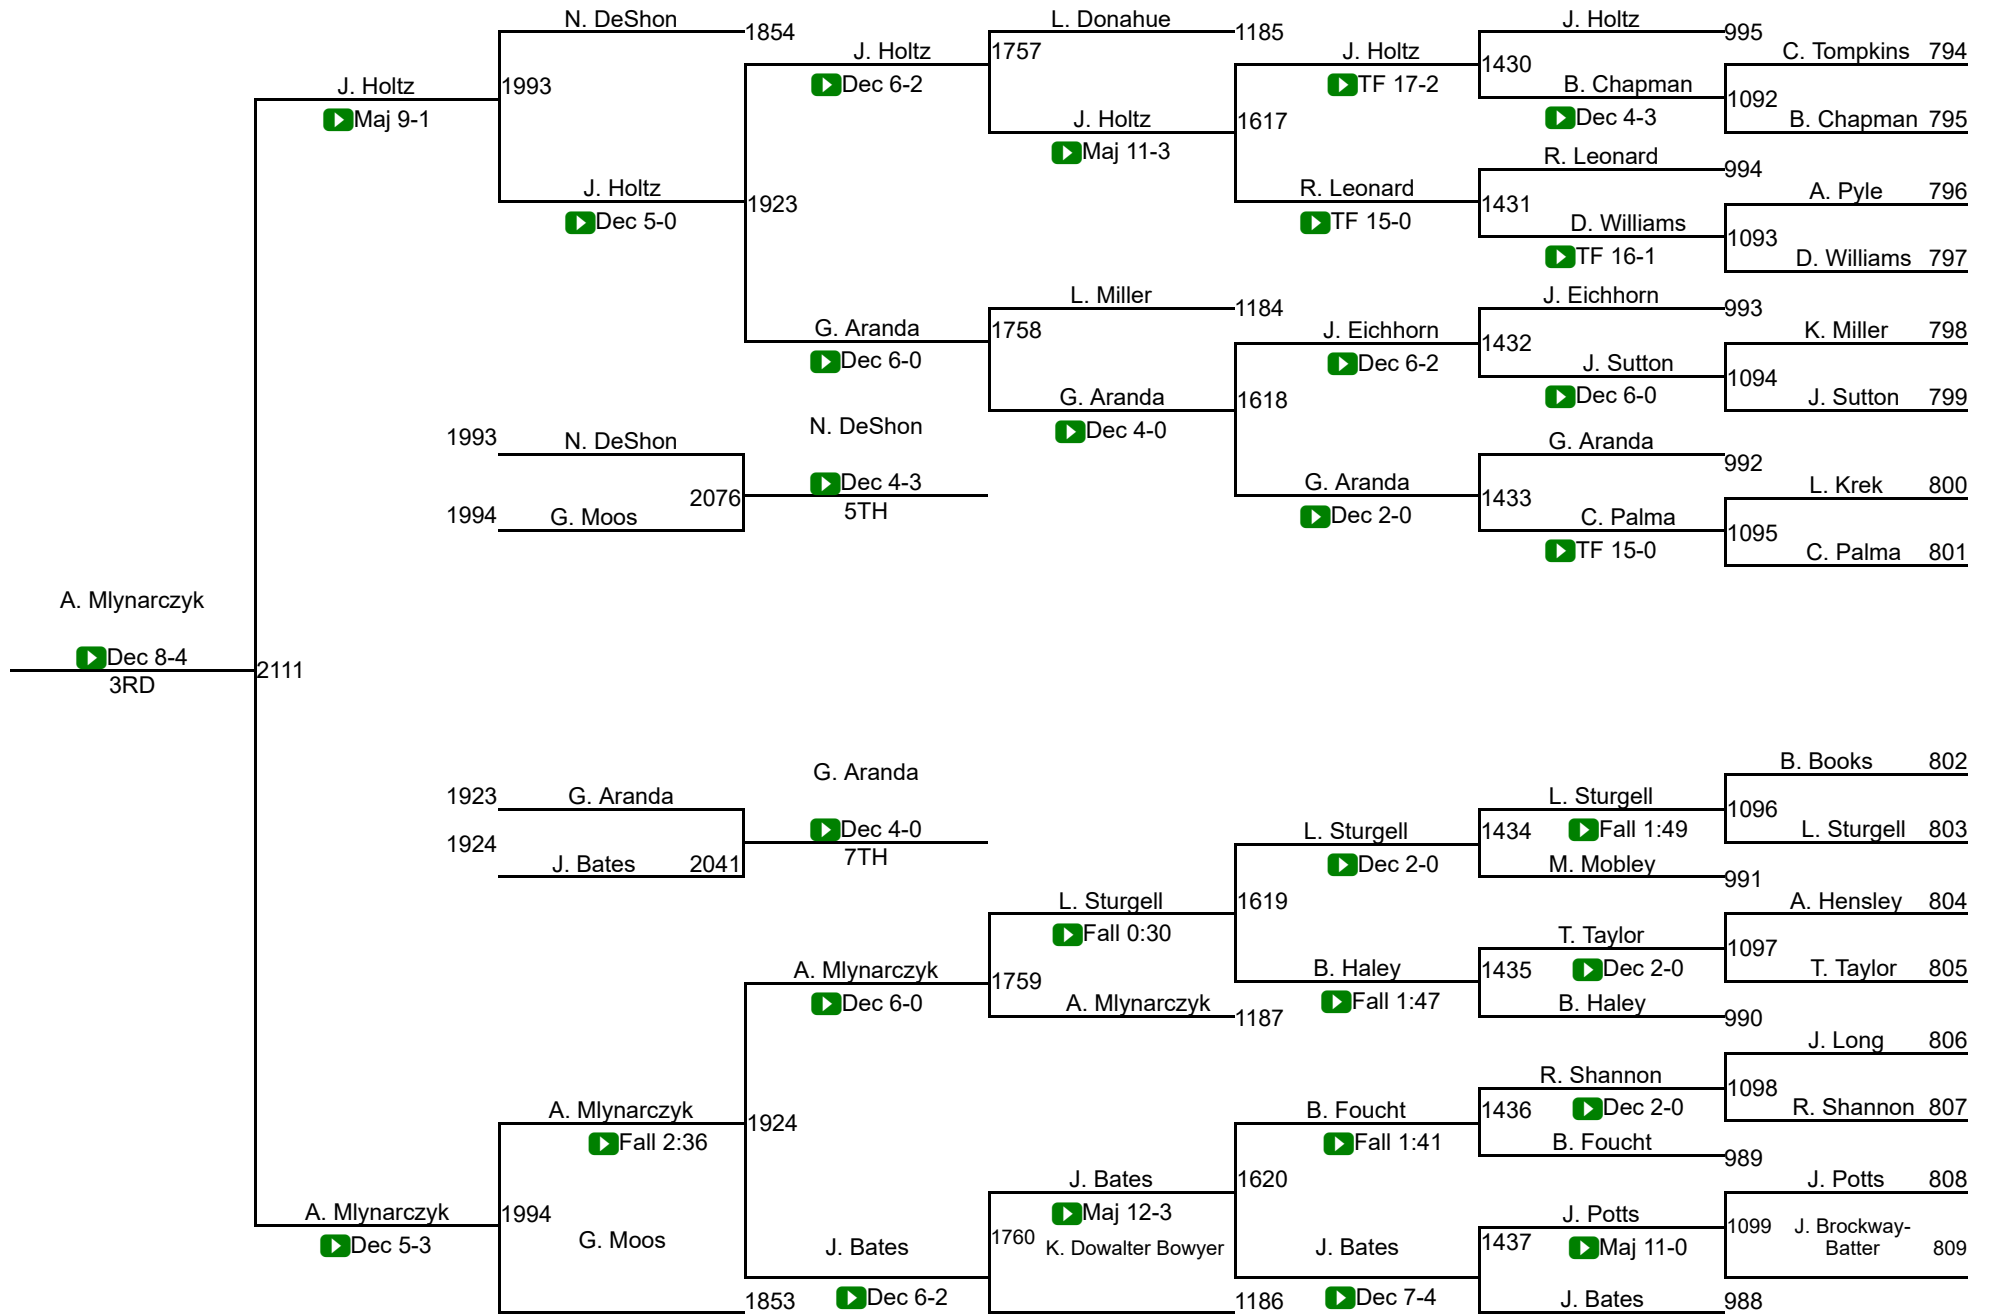 N. DeShon
1854
L. Donahue
1185
J. Holtz
995
J. Holtz
1757
J. Holtz
1430
C. Tompkins 794
J. Holtz
1993
Dec 6-2
TF 17-2
B. Chapman
1092
Maj 9-1
J. Holtz
1617
Dec 4-3
B. Chapman 795
Maj 11-3
R. Leonard
994
J. Holtz
1923
R. Leonard
1431
A. Pyle 796
Dec 5-0
TF 15-0
D. Williams
1093
TF 16-1
D. Williams 797
L. Miller
1184
J. Eichhorn
993
G. Aranda
1758
J. Eichhorn
1432
K. Miller 798
Dec 6-0
Dec 6-2
J. Sutton
1094
G. Aranda
1618
Dec 6-0
J. Sutton 799
N. DeShon
Dec 4-0
1993
N. DeShon
G. Aranda
992
Dec 4-3
G. Aranda
1433
L. Krek 800
2076
5TH
1994
G. Moos
Dec 2-0
C. Palma
1095
TF 15-0
C. Palma 801
A. Mlynarczyk
Dec 8-4
2111
3RD
G. Aranda
B. Books 802
1923
G. Aranda
L. Sturgell
1096
Dec 4-0
L. Sturgell
1434
Fall 1:49
L. Sturgell 803
1924
7TH
J. Bates
2041
Dec 2-0
M. Mobley
991
L. Sturgell
1619
A. Hensley 804
Fall 0:30
T. Taylor
1097
A. Mlynarczyk
1759
B. Haley
1435
Dec 2-0
T. Taylor 805
Dec 6-0
A. Mlynarczyk
1187
Fall 1:47
B. Haley
990
J. Long 806
R. Shannon
1098
A. Mlynarczyk
1924
B. Foucht
1436
Dec 2-0
R. Shannon 807
Fall 2:36
Fall 1:41
B. Foucht
989
J. Bates
1620
J. Potts 808
A. Mlynarczyk
1994
Maj 12-3
J. Potts
1099
J. Brockway-
Batter 809
Dec 5-3
G. Moos
J. Bates
1760
K. Dowalter Bowyer
J. Bates
1437
Maj 11-0
1853
Dec 6-2
1186
Dec 7-4
J. Bates
988